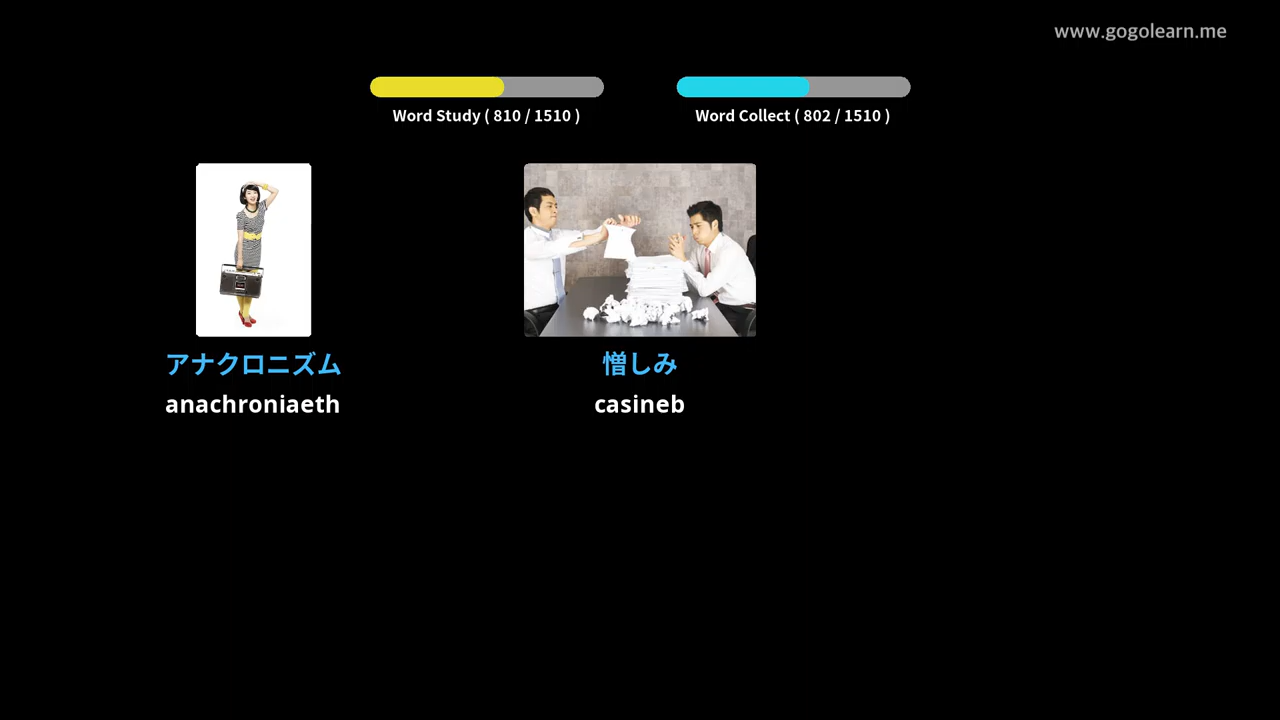 www.gogolearn.me
Word Study ( 810 / 1510 )
Word Collect ( 802 / 1510 )
アナクロニズム
anachroniaeth
憎しみ
casineb